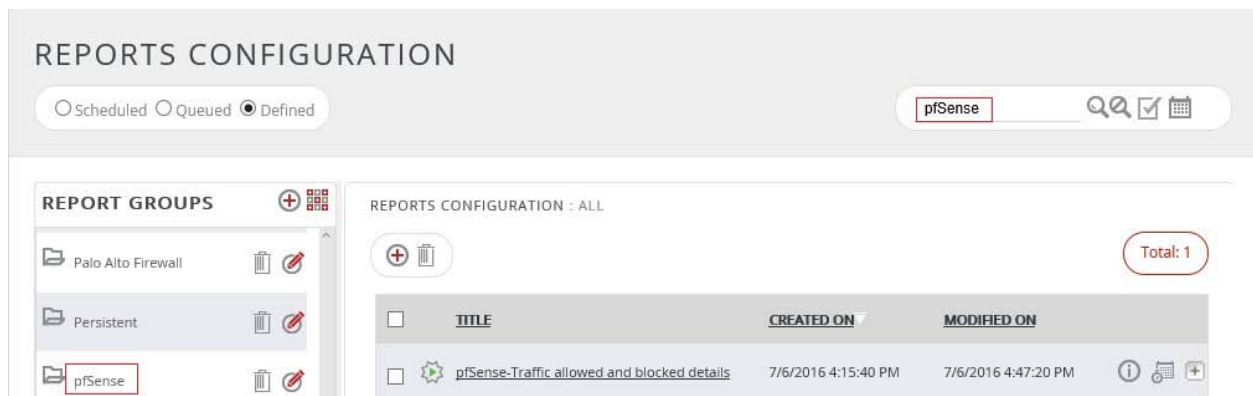 REPORTS CONFIGURATION
Scheduled Queued Defined
pfSense
REPORT GROUPS
Palo Alto Firewall
Persistent
pfSense
REPORTS CONFIGURATION : ALL
Total: 1
TITLE CREATED ON MODIFIED ON
pfSense-Traffic allowed and blocked details 7/6/2016 4:15:40 PM 7/6/2016 4:47:20 PM